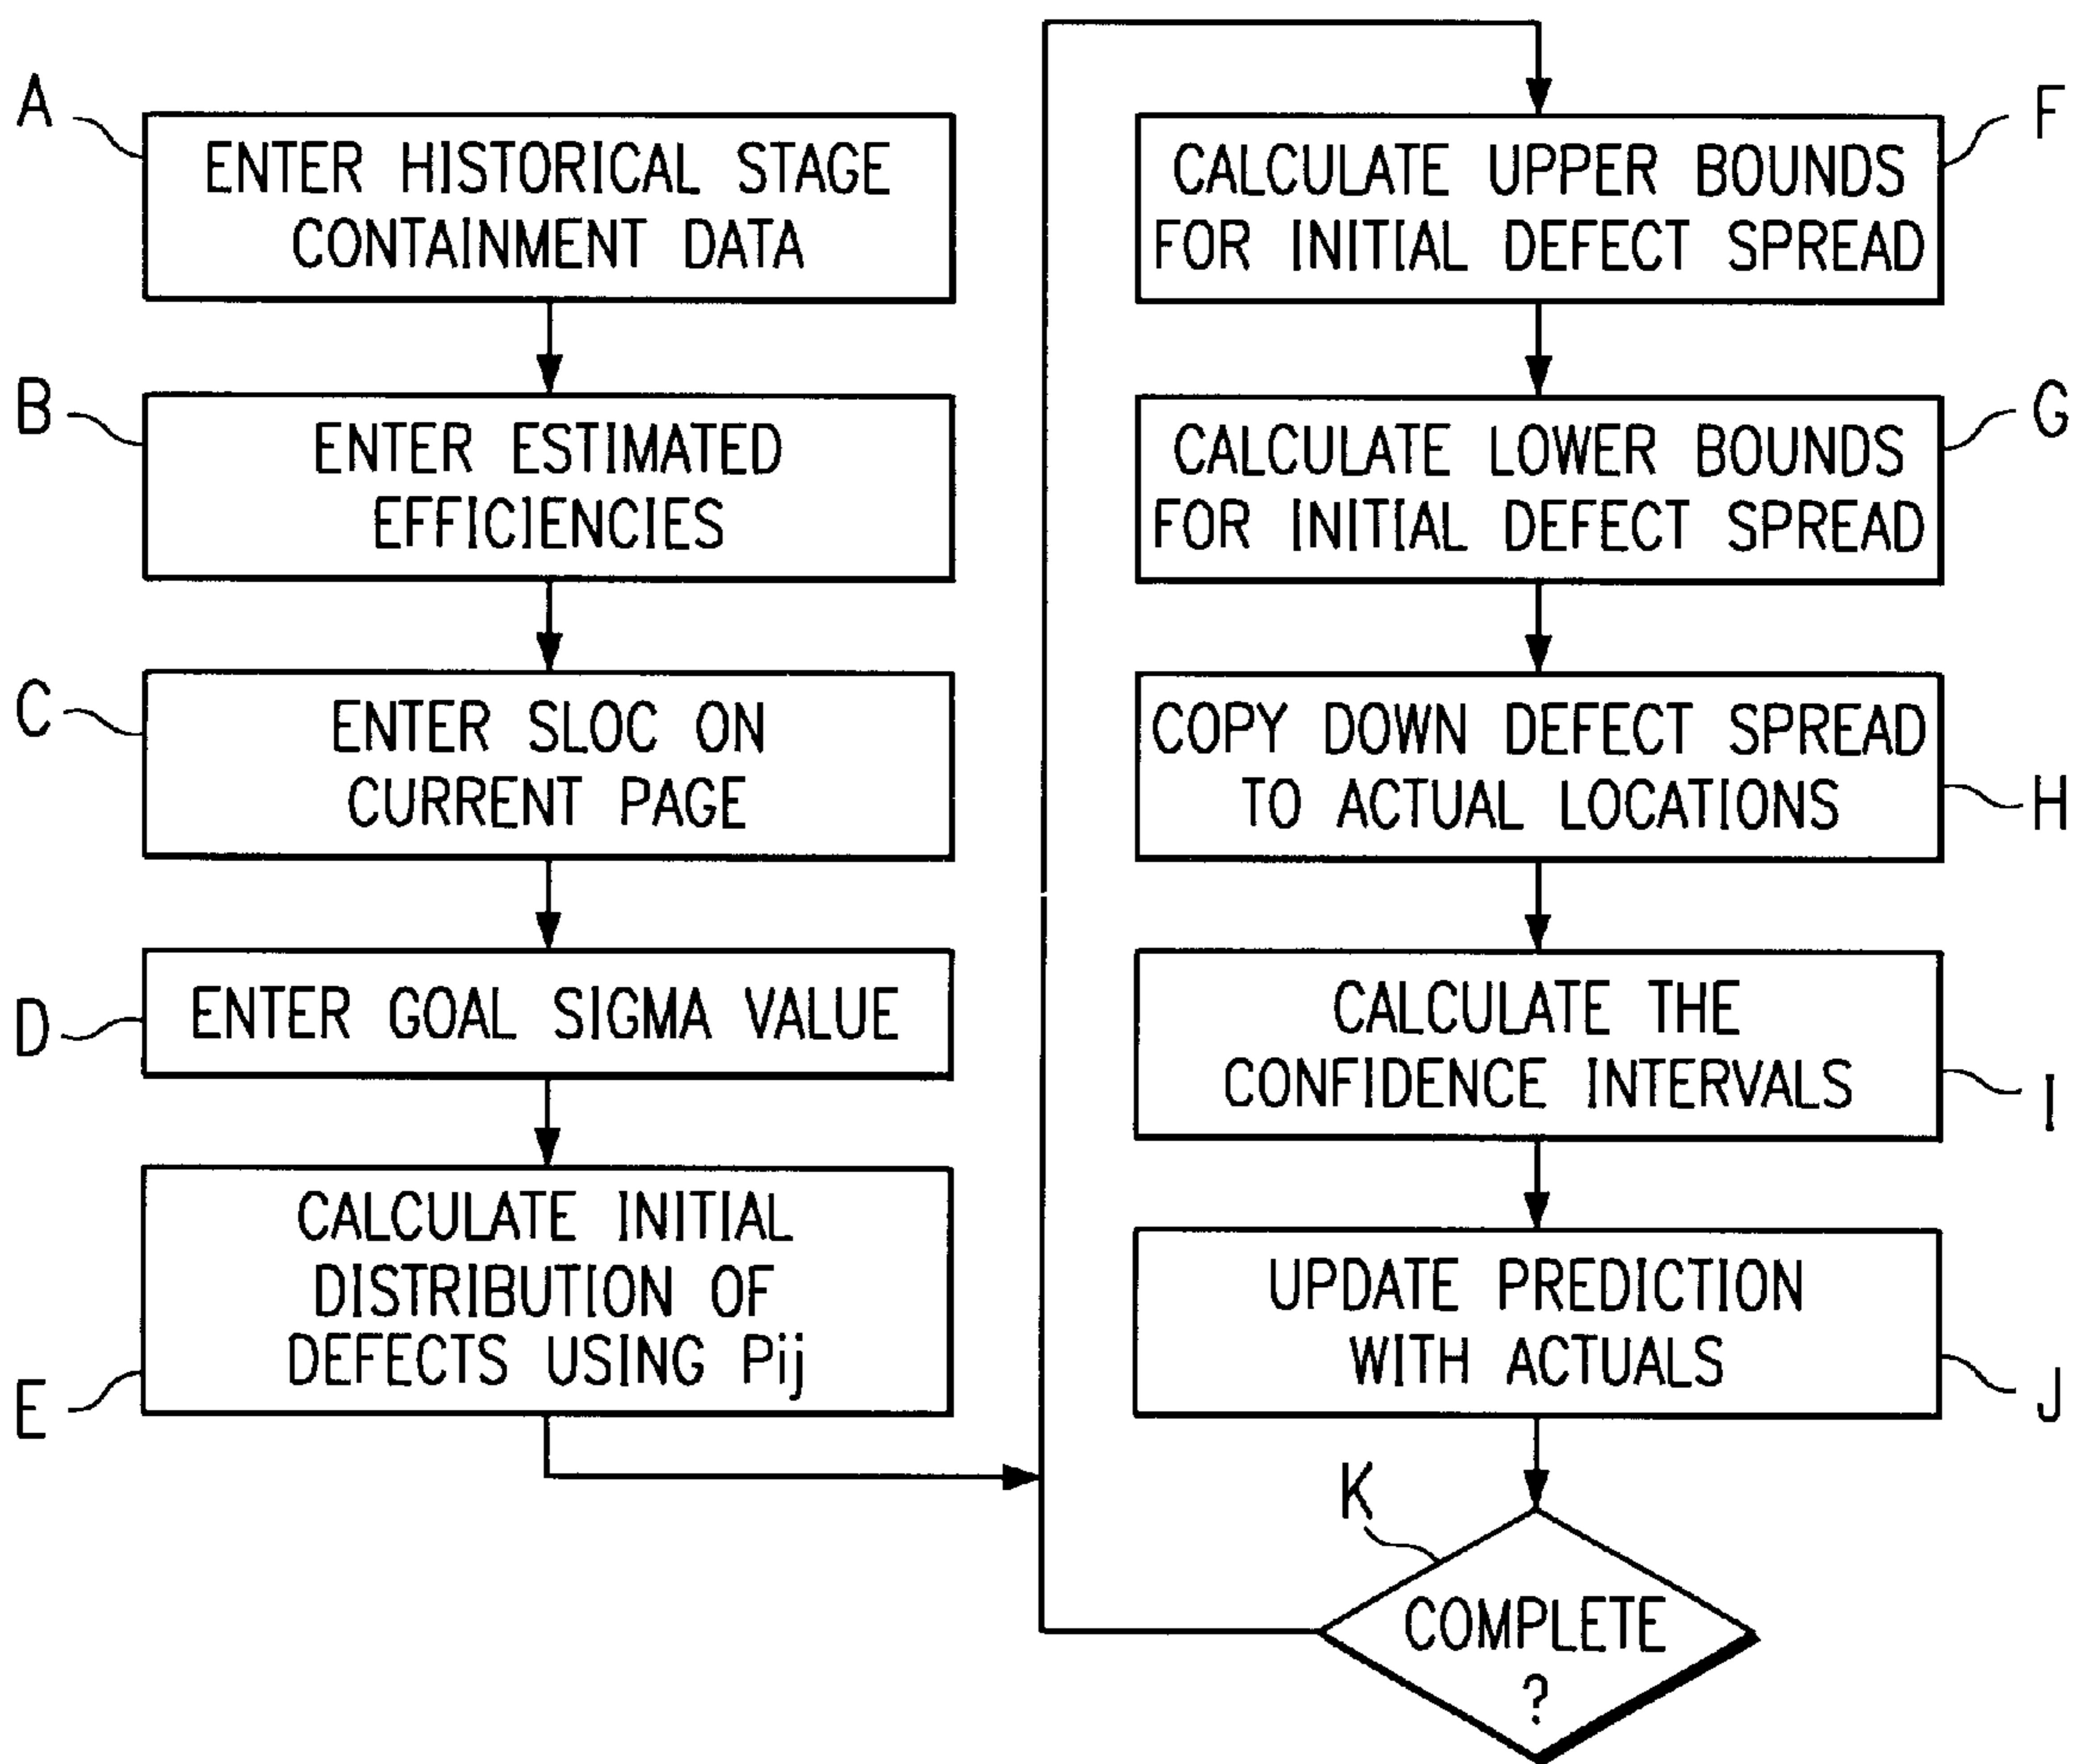 A
ENTER HISTORICAL STAGE
CONTAINMENT DATA
B
ENTER ESTIMATED
EFFICIENCIES
C
ENTER SLOC ON
CURRENT PAGE
D
ENTER GOAL SIGMA VALUE
E
CALCULATE INITIAL
DISTRIBUTION OF
DEFECTS USING Pij
F
CALCULATE UPPER BOUNDS
FOR INITIAL DEFECT SPREAD
G
CALCULATE LOWER BOUNDS
FOR INITIAL DEFECT SPREAD
H
COPY DOWN DEFECT SPREAD
TO ACTUAL LOCATIONS
I
CALCULATE THE
CONFIDENCE INTERVALS
J
UPDATE PREDICTION
WITH ACTUALS
K
COMPLETE
?